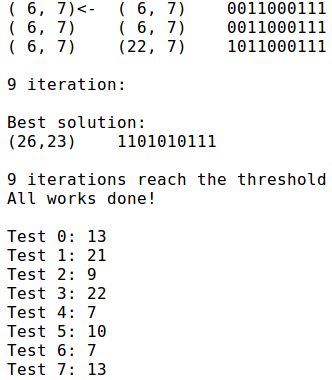 ( 6, 7)<-  ( 6, 7)    0011000111
( 6, 7)    ( 6, 7)    0011000111
( 6, 7)    (22, 7)    1011000111
9 iteration:
Best solution:
(26,23)    1101010111
9 iterations reach the threshold
All works done!
Test 0: 13
Test 1: 21
Test 2: 9
Test 3: 22
Test 4: 7
Test 5: 10
Test 6: 7
Test 7: 13